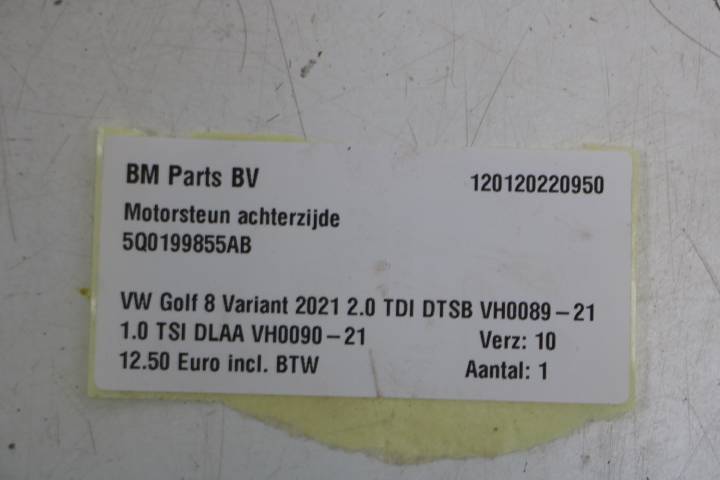 BM Parts BV 120120220950
Motorsteun achterzijde
5Q0199855AB
VW Golf 8 Variant 2021 2.0 TDI DTSB VH0089-21
1.0 TSI DLAA VH0090-21 Verz: 10
12.50 Euro incl. BTW Aantal: 1